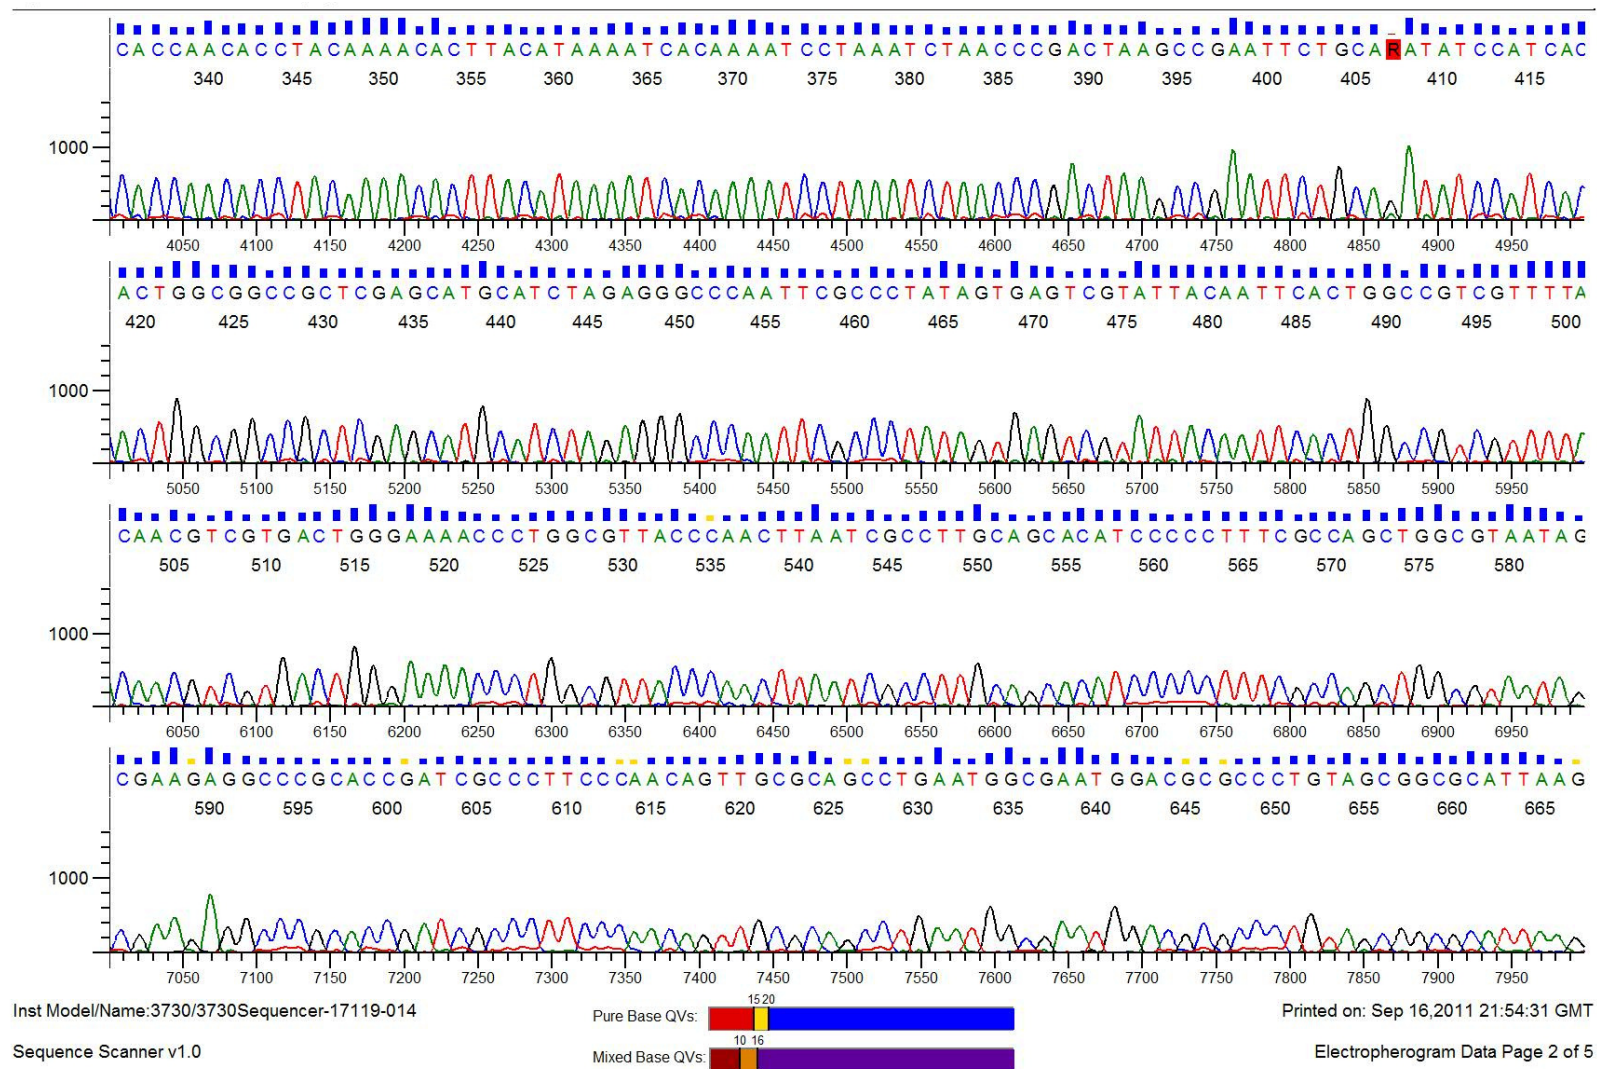 CACCAACACCTACAAAACACTTACATAAAATCACAAAATCCTAAATCTAACCCGACTAAGCCGAATTCTGCARATATCCATCAC
340 345 350 355 360 365 370 375 380 385 390 395 400 405 410 415
1000
4050 4100 4150 4200 4250 4300 4350 4400 4450 4500 4550 4600 4650 4700 4750 4800 4850 4900 4950
ACTGGCGGCCGCTCGAGCATGCATCTAGAGGGCCCAATTCGCCCTATAGTGAGTCGTATTACAATTCACTGGCCGTCGTTTTA
420 425 430 435 440 445 450 455 460 465 470 475 480 485 490 495 500
1000
5050 5100 5150 5200 5250 5300 5350 5400 5450 5500 5550 5600 5650 5700 5750 5800 5850 5900 5950
CAACGTCGTGACTGGGAAAACCCTGGCGTTACCCAACTTAATCGCCTTGCAGCACATCCCCCTTTCGCCAGCTGGCGTAATAG
505 510 515 520 525 530 535 540 545 550 555 560 565 570 575 580
1000
6050 6100 6150 6200 6250 6300 6350 6400 6450 6500 6550 6600 6650 6700 6750 6800 6850 6900 6950
CGAAGAGGCCCGCACCGATCGCCCTTCCCAACAGTTGCGCAGCCTGAATGGCGAATGGACGCGCCCTGTAGCGGCGCATTAAG
590 595 600 605 610 615 620 625 630 635 640 645 650 655 660 665
1000
7050 7100 7150 7200 7250 7300 7350 7400 7450 7500 7550 7600 7650 7700 7750 7800 7850 7900 7950
Inst Model/Name:3730/3730Sequencer-17119-014
Pure Base QVs: 15 20
Printed on: Sep 16,2011 21:54:31 GMT
Sequence Scanner v1.0
Mixed Base QVs: 10 16
Electropherogram Data Page 2 of 5